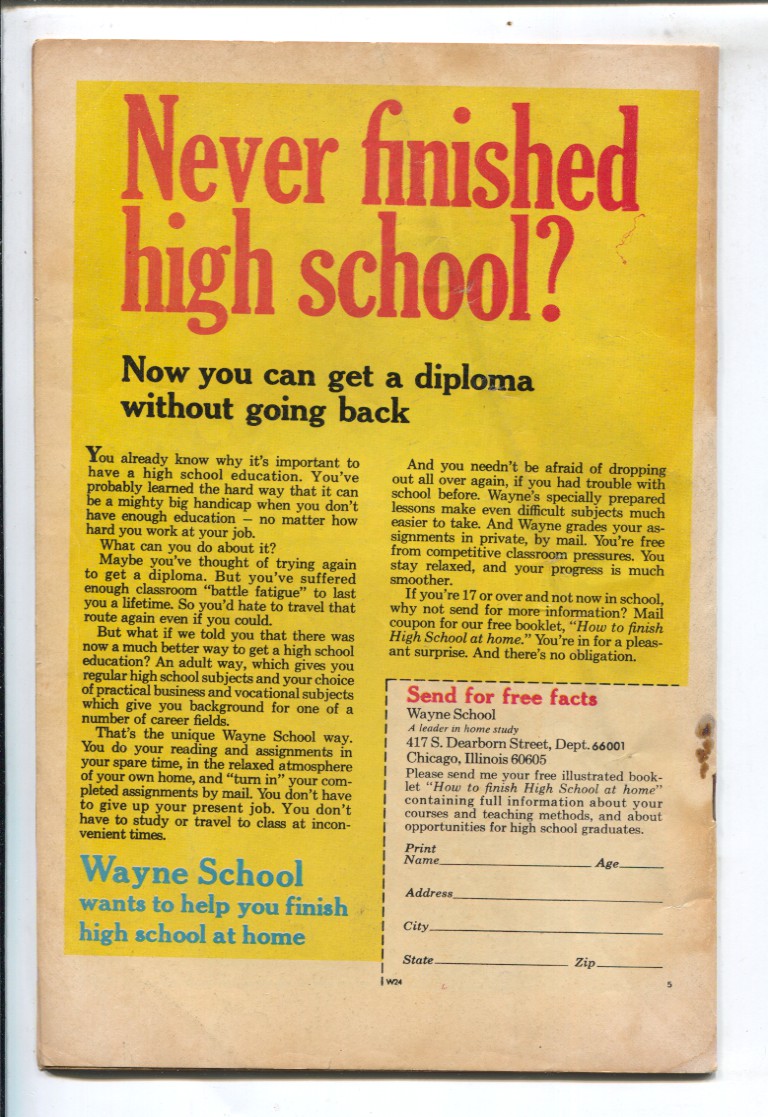 Never finished
high school?
Now you can get a diploma
without going back
You already know why it's important to
have a high school education. You've
probably learned the hard way that it can
be a mighty big handicap when you don't
have enough education – no matter how
hard you work at your job.
What can you do about it?
Maybe you've thought of trying again
to get a diploma. But you've suffered
enough classroom “battle fatigue” to last
you a lifetime. So you'd hate to travel that
route again even if you could.
But what if we told you that there was
now a much better way to get a high school
education? An adult way, which gives you
regular high school subjects and your choice
of practical business and vocational subjects
which give you background for one of a
number of career fields.
That's the unique Wayne School way.
You do your reading and assignments in
your spare time, in the relaxed atmosphere
of your own home, and “turn in” your com-
pleted assignments by mail. You don't have
to give up your present job. You don't
have to study or travel to class at incon-
venient times.
Wayne School
wants to help you finish
high school at home
And you needn't be afraid of dropping
out all over again, if you had trouble with
school before. Wayne's specially prepared
lessons make even difficult subjects much
easier to take. And Wayne grades your as-
signments in private, by mail. You're free
from competitive classroom pressures. You
stay relaxed, and your progress is much
smoother.
If you're 17 or over and not now in school,
why not send for more information? Mail
coupon for our free booklet, “How to finish
High School at home.” You're in for a pleas-
ant surprise. And there's no obligation.
Send for free facts
Wayne School
A leader in home study
417 S. Dearborn Street, Dept. 66001
Chicago, Illinois 60605
Please send me your free illustrated book-
let “How to finish High School at home”
containing full information about your
courses and teaching methods, and about
opportunities for high school graduates.
Print
Name Age
Address
City
State Zip
W24 5